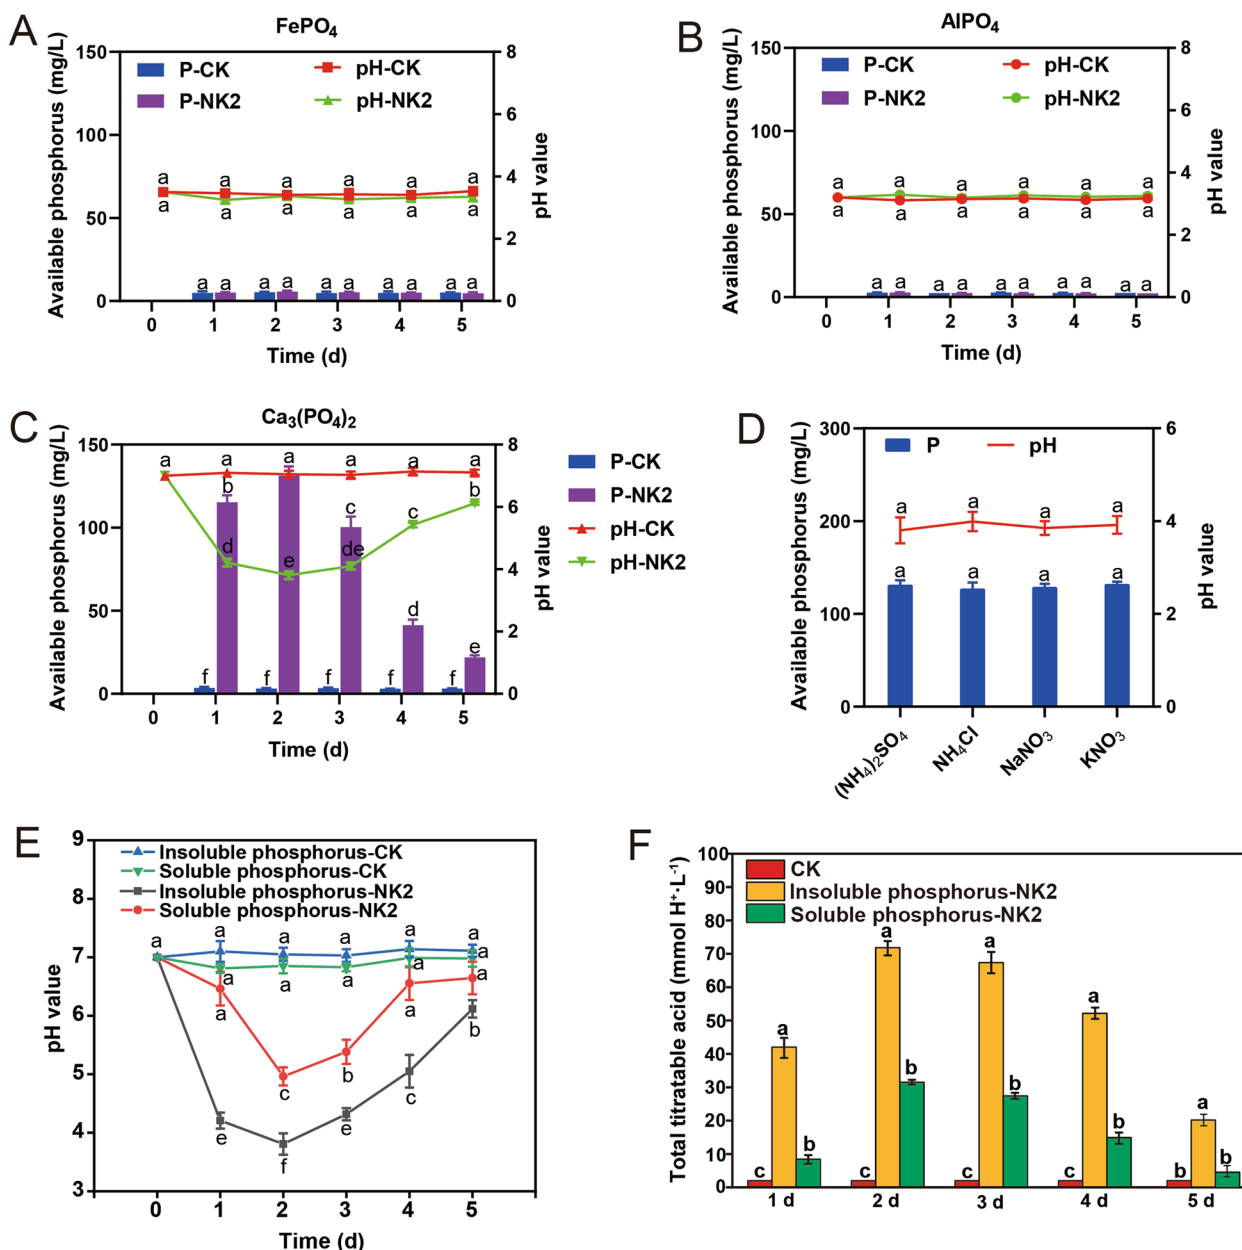 A
FePO₄
Available phosphorus (mg/L)
150
100
50
0
P-CK
P-NK2
pH-CK
pH-NK2
8
6
4
2
0
pH value
a a a a a a
a a a a a a
a a a a a a a a a a
0 1 2 3 4 5
Time (d)
B
AlPO₄
Available phosphorus (mg/L)
150
100
50
0
P-CK
P-NK2
pH-CK
pH-NK2
8
6
4
2
0
pH value
a a a a a a
a a a a a a
a a a a a a a a a a
0 1 2 3 4 5
Time (d)
C
Ca₃(PO₄)₂
Available phosphorus (mg/L)
150
100
50
0
a a a a a a
b c c b
d e de d e
f f f f f
8
6
4
2
0
pH value
P-CK
P-NK2
pH-CK
pH-NK2
0 1 2 3 4 5
Time (d)
D
Available phosphorus (mg/L)
300
200
100
0
P
pH
a a a a
a a a a
6
4
2
0
pH value
(NH₄)₂SO₄
NH₄Cl
NaNO₃
KNO₃
E
pH value
9
8
7
6
5
4
3
Insoluble phosphorus-CK
Soluble phosphorus-CK
Insoluble phosphorus-NK2
Soluble phosphorus-NK2
a a a a a a
a a a a a
a c b a a
e f e c b
0 1 2 3 4 5
Time (d)
F
Total titratable acid (mmol H⁺·L⁻¹)
100
90
80
70
60
50
40
30
20
10
0
CK
Insoluble phosphorus-NK2
Soluble phosphorus-NK2
c a b c a b c a b c a b b a b
1 d 2 d 3 d 4 d 5 d